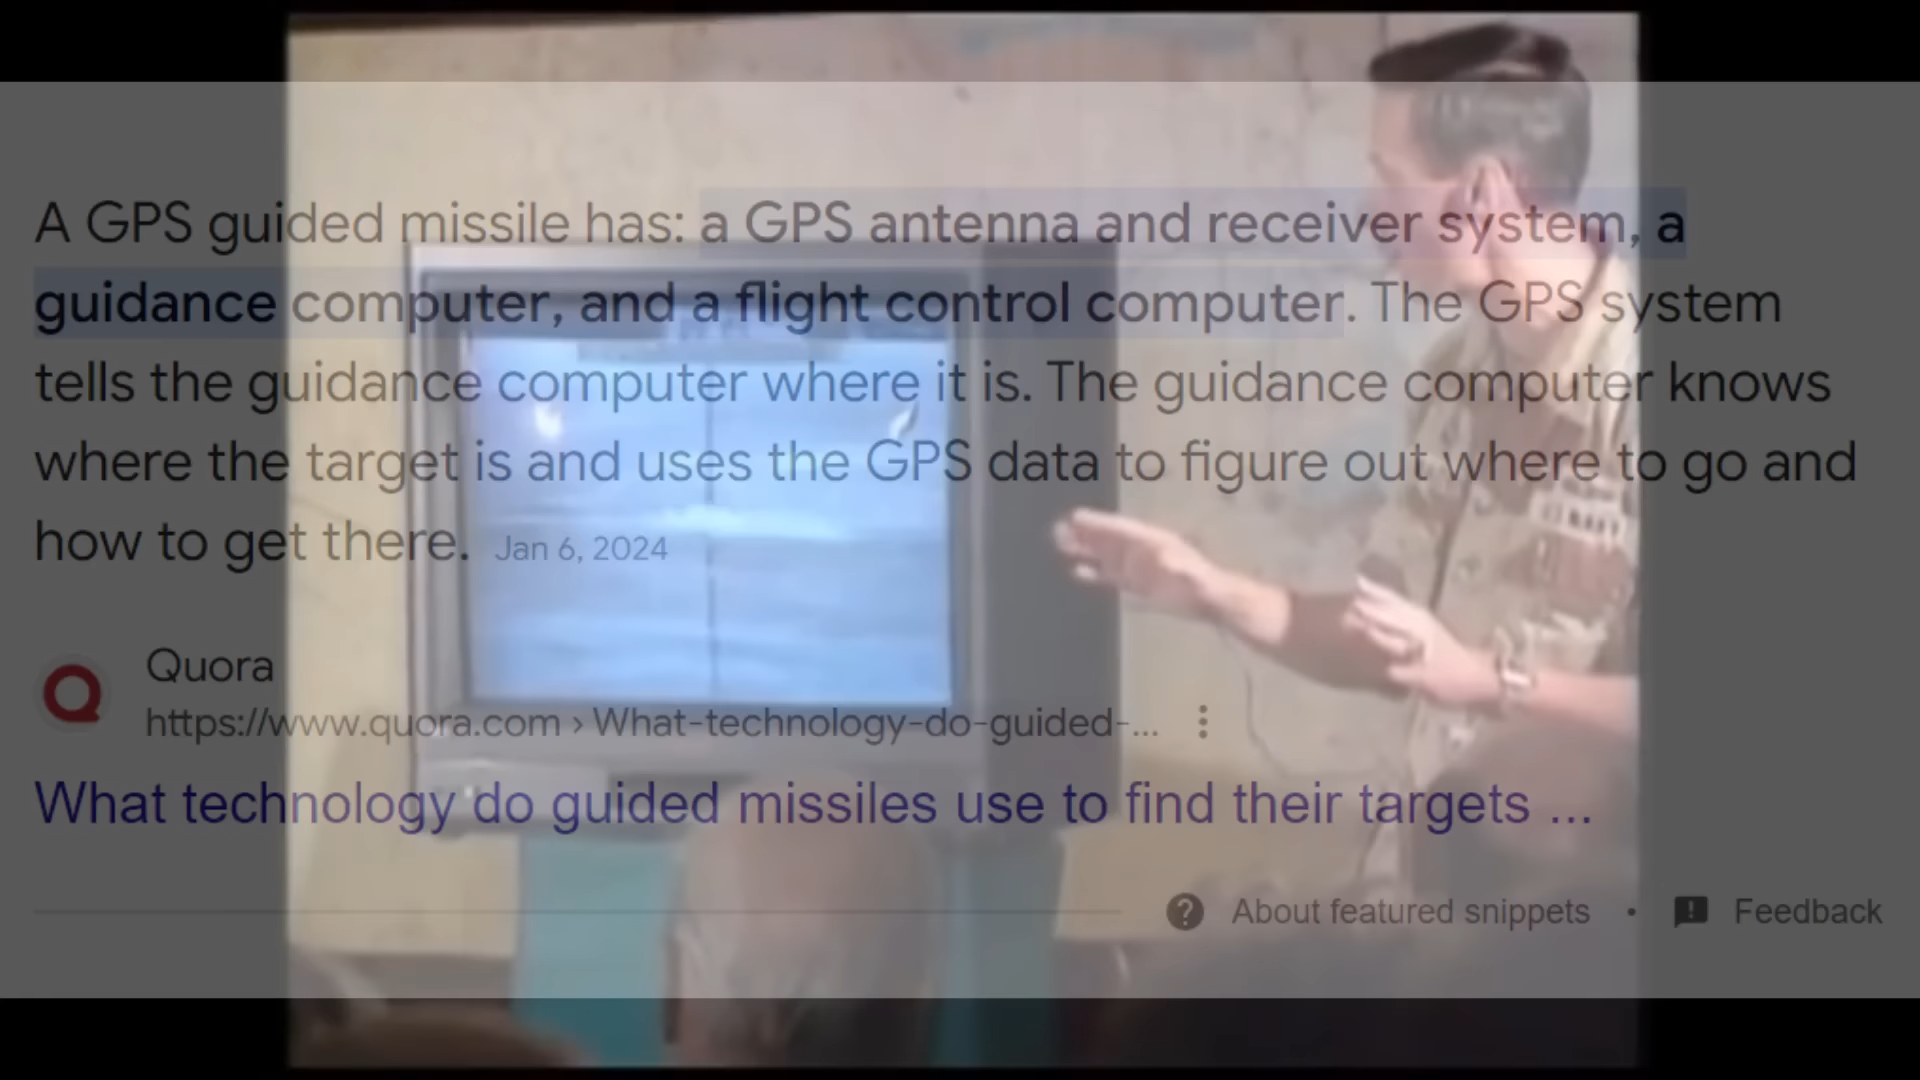 A GPS guided missile has: a GPS antenna and receiver system, a
guidance computer, and a flight control computer. The GPS system
tells the guidance computer where it is. The guidance computer knows
where the target is and uses the GPS data to figure out where to go and
how to get there. Jan 6, 2024
Quora
https://www.quora.com › What-technology-do-guided-...
What technology do guided missiles use to find their targets ...
About featured snippets • Feedback